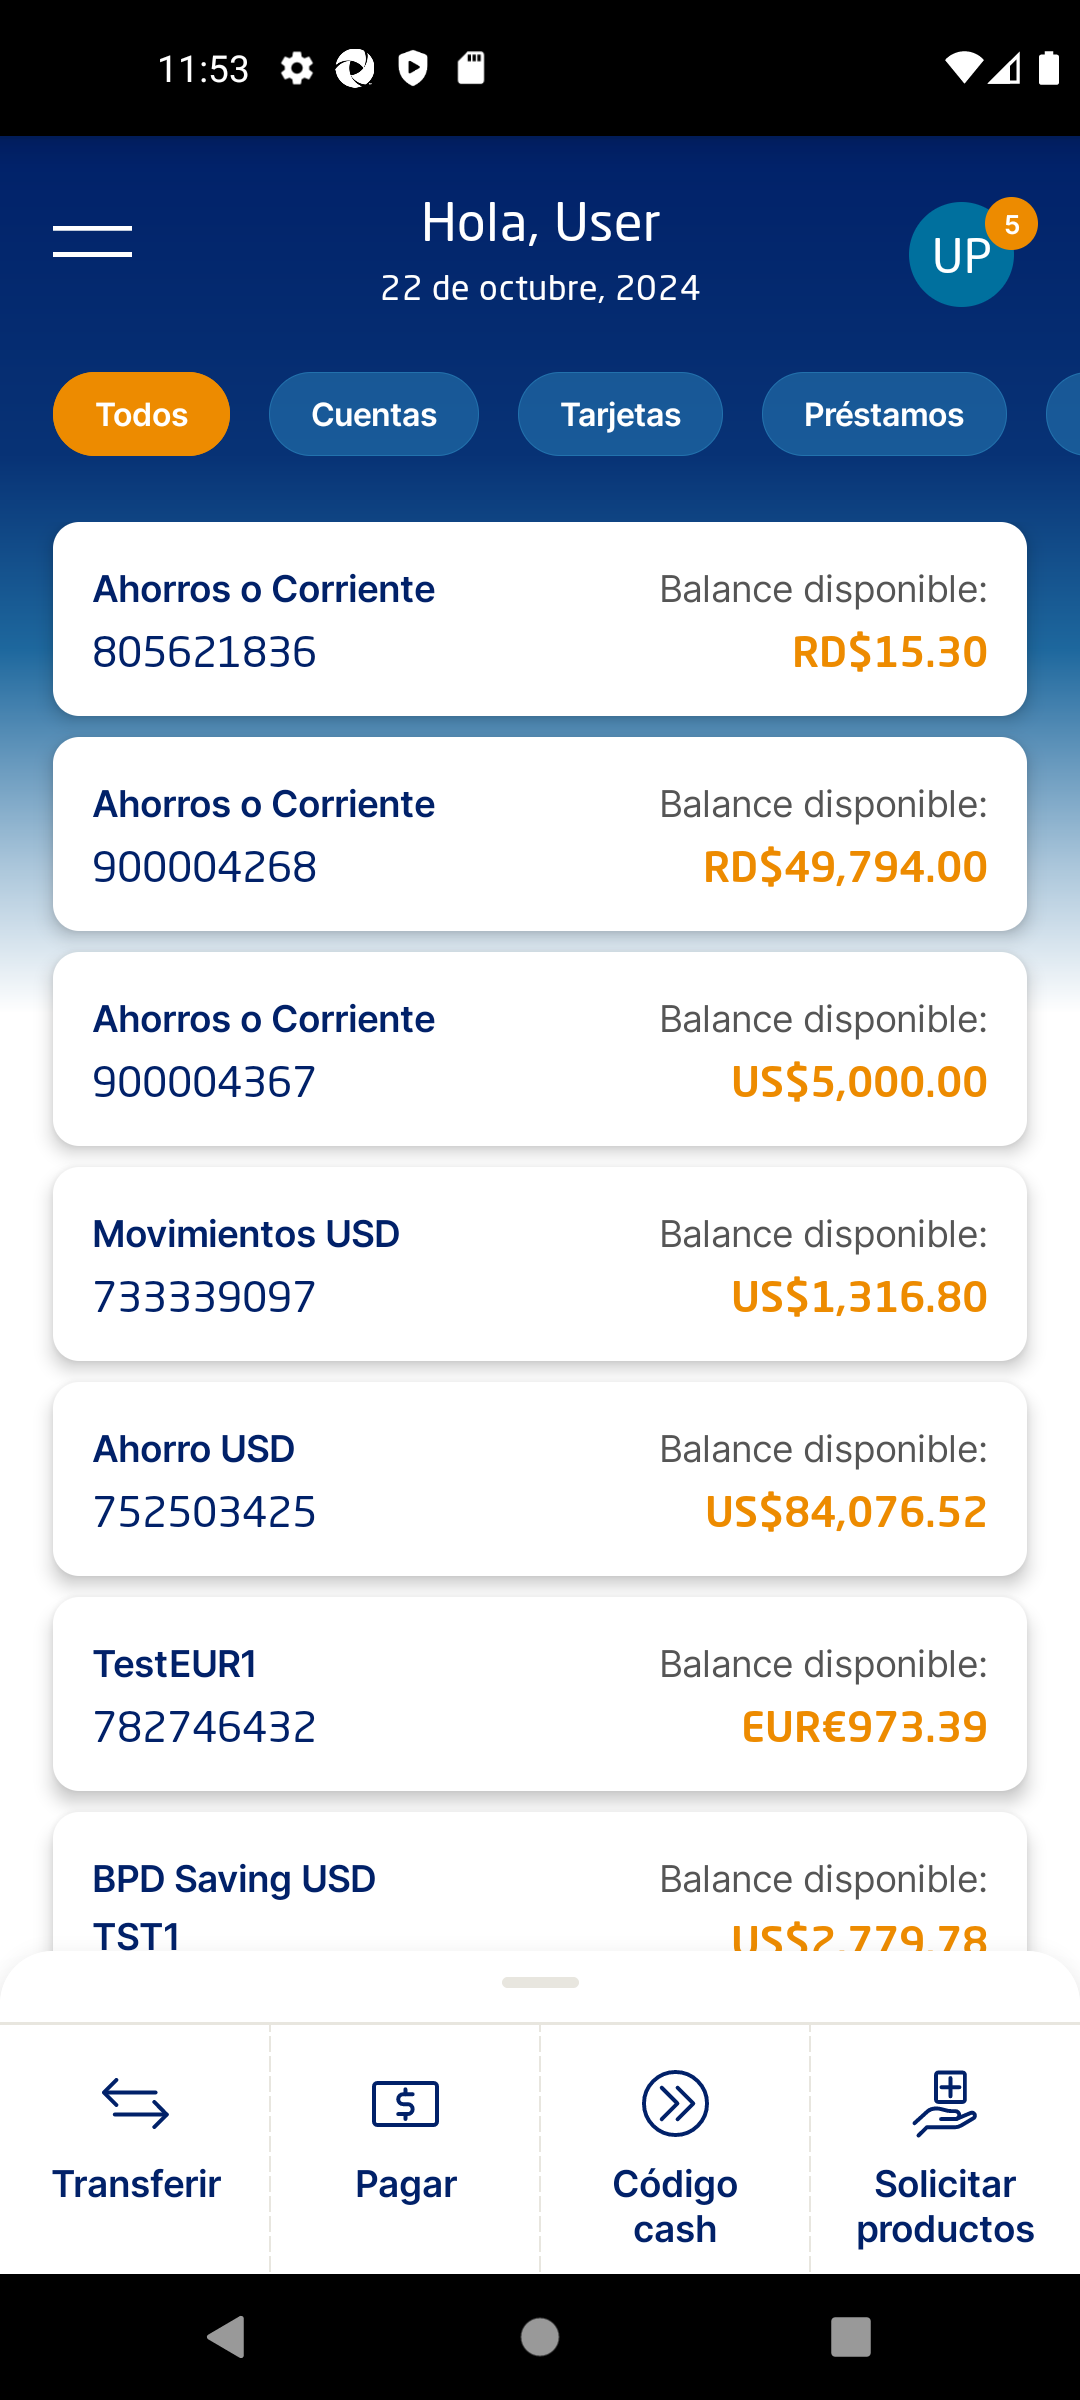 11:53
Hola, User
22 de octubre, 2024
UP
5
Todos
Cuentas
Tarjetas
Préstamos
Ahorros o Corriente
Balance disponible:
805621836
RD$15.30
Ahorros o Corriente
Balance disponible:
900004268
RD$49,794.00
Ahorros o Corriente
Balance disponible:
900004367
US$5,000.00
Movimientos USD
Balance disponible:
733339097
US$1,316.80
Ahorro USD
Balance disponible:
752503425
US$84,076.52
TestEUR1
Balance disponible:
782746432
EUR€973.39
BPD Saving USD
Balance disponible:
TST1
US$2,779.78
Transferir
Pagar
Código
cash
Solicitar
productos